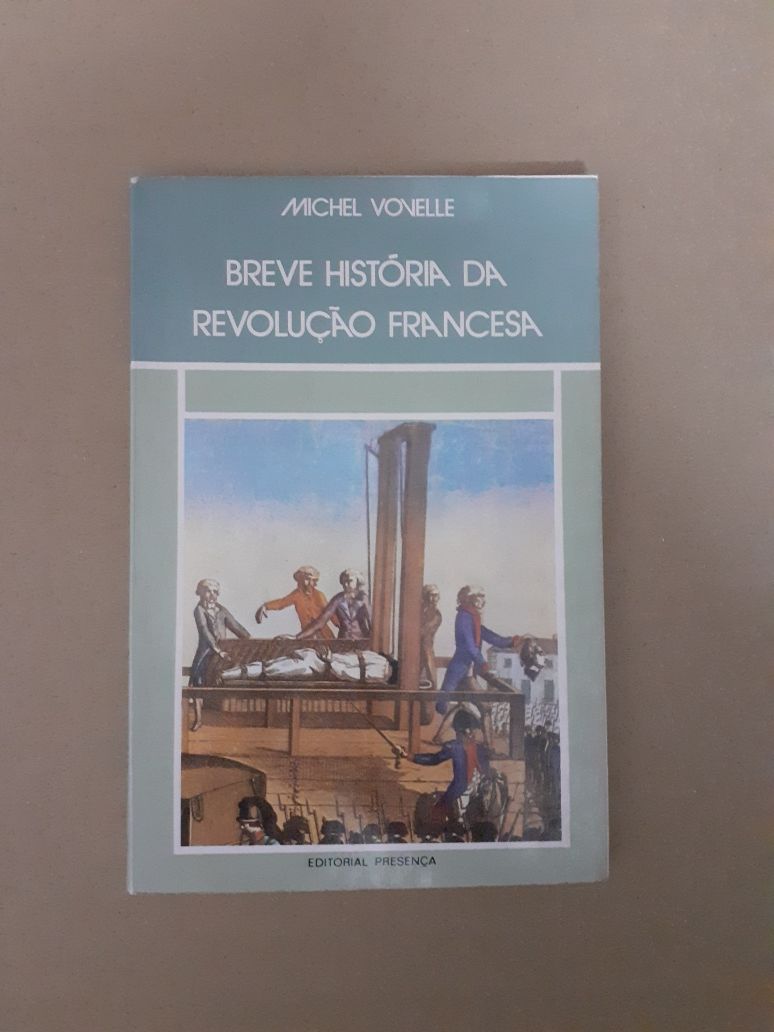 MICHEL VOVELLE
BREVE HISTÓRIA DA
REVOLUÇÃO FRANCESA
EDITORIAL PRESENÇA